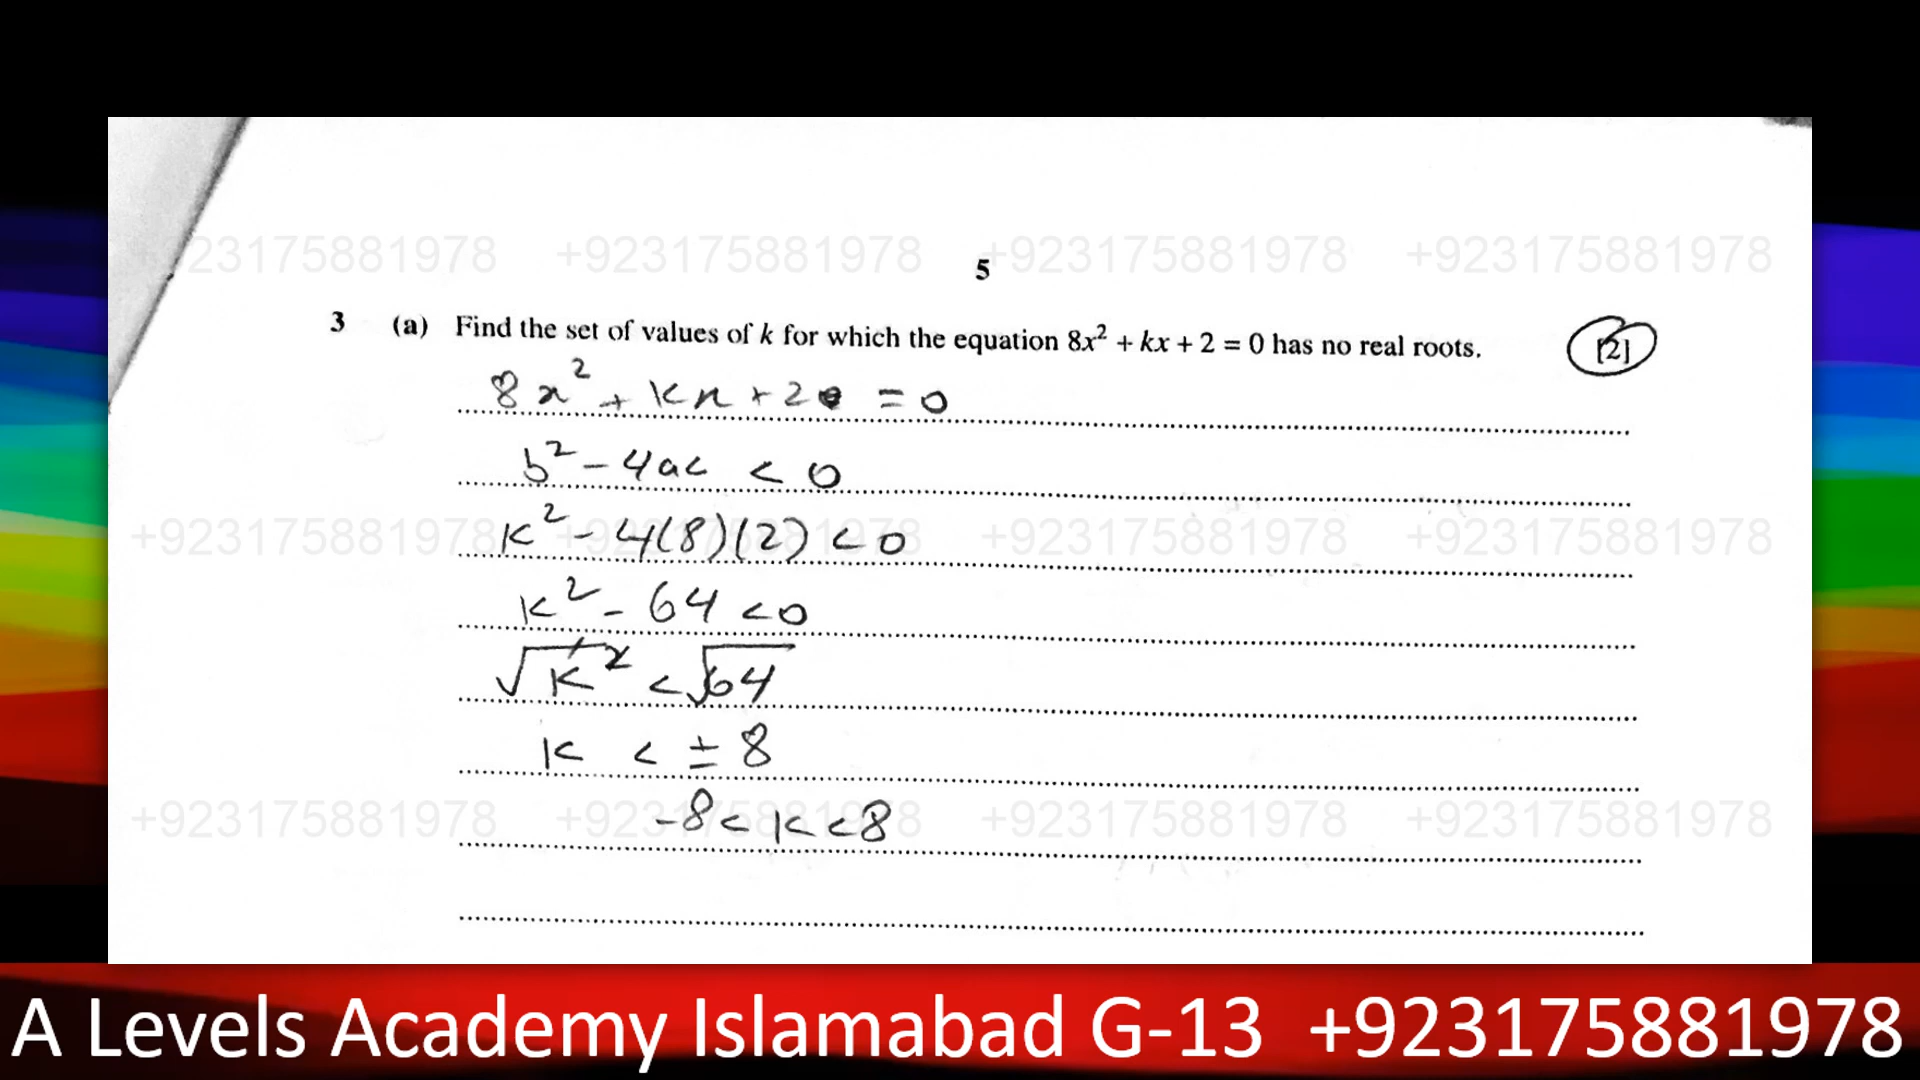 +923175881978 +923175881978 +923175881978
23175881978
5
3 (a) Find the set of values of k for which the equation 8x² + kx + 2 = 0 has no real roots. [2]
8x² + kx + 2 = 0
b² - 4ac < 0
k² - 4(8)(2) < 0
+923175881978 +923175881978 +923175881978 +923175881978
k² - 64 < 0
√k² < √64
k < ± 8
-8 < k < 8
+923175881978 +923175881978 +923175881978 +923175881978
A Levels Academy Islamabad G-13 +923175881978